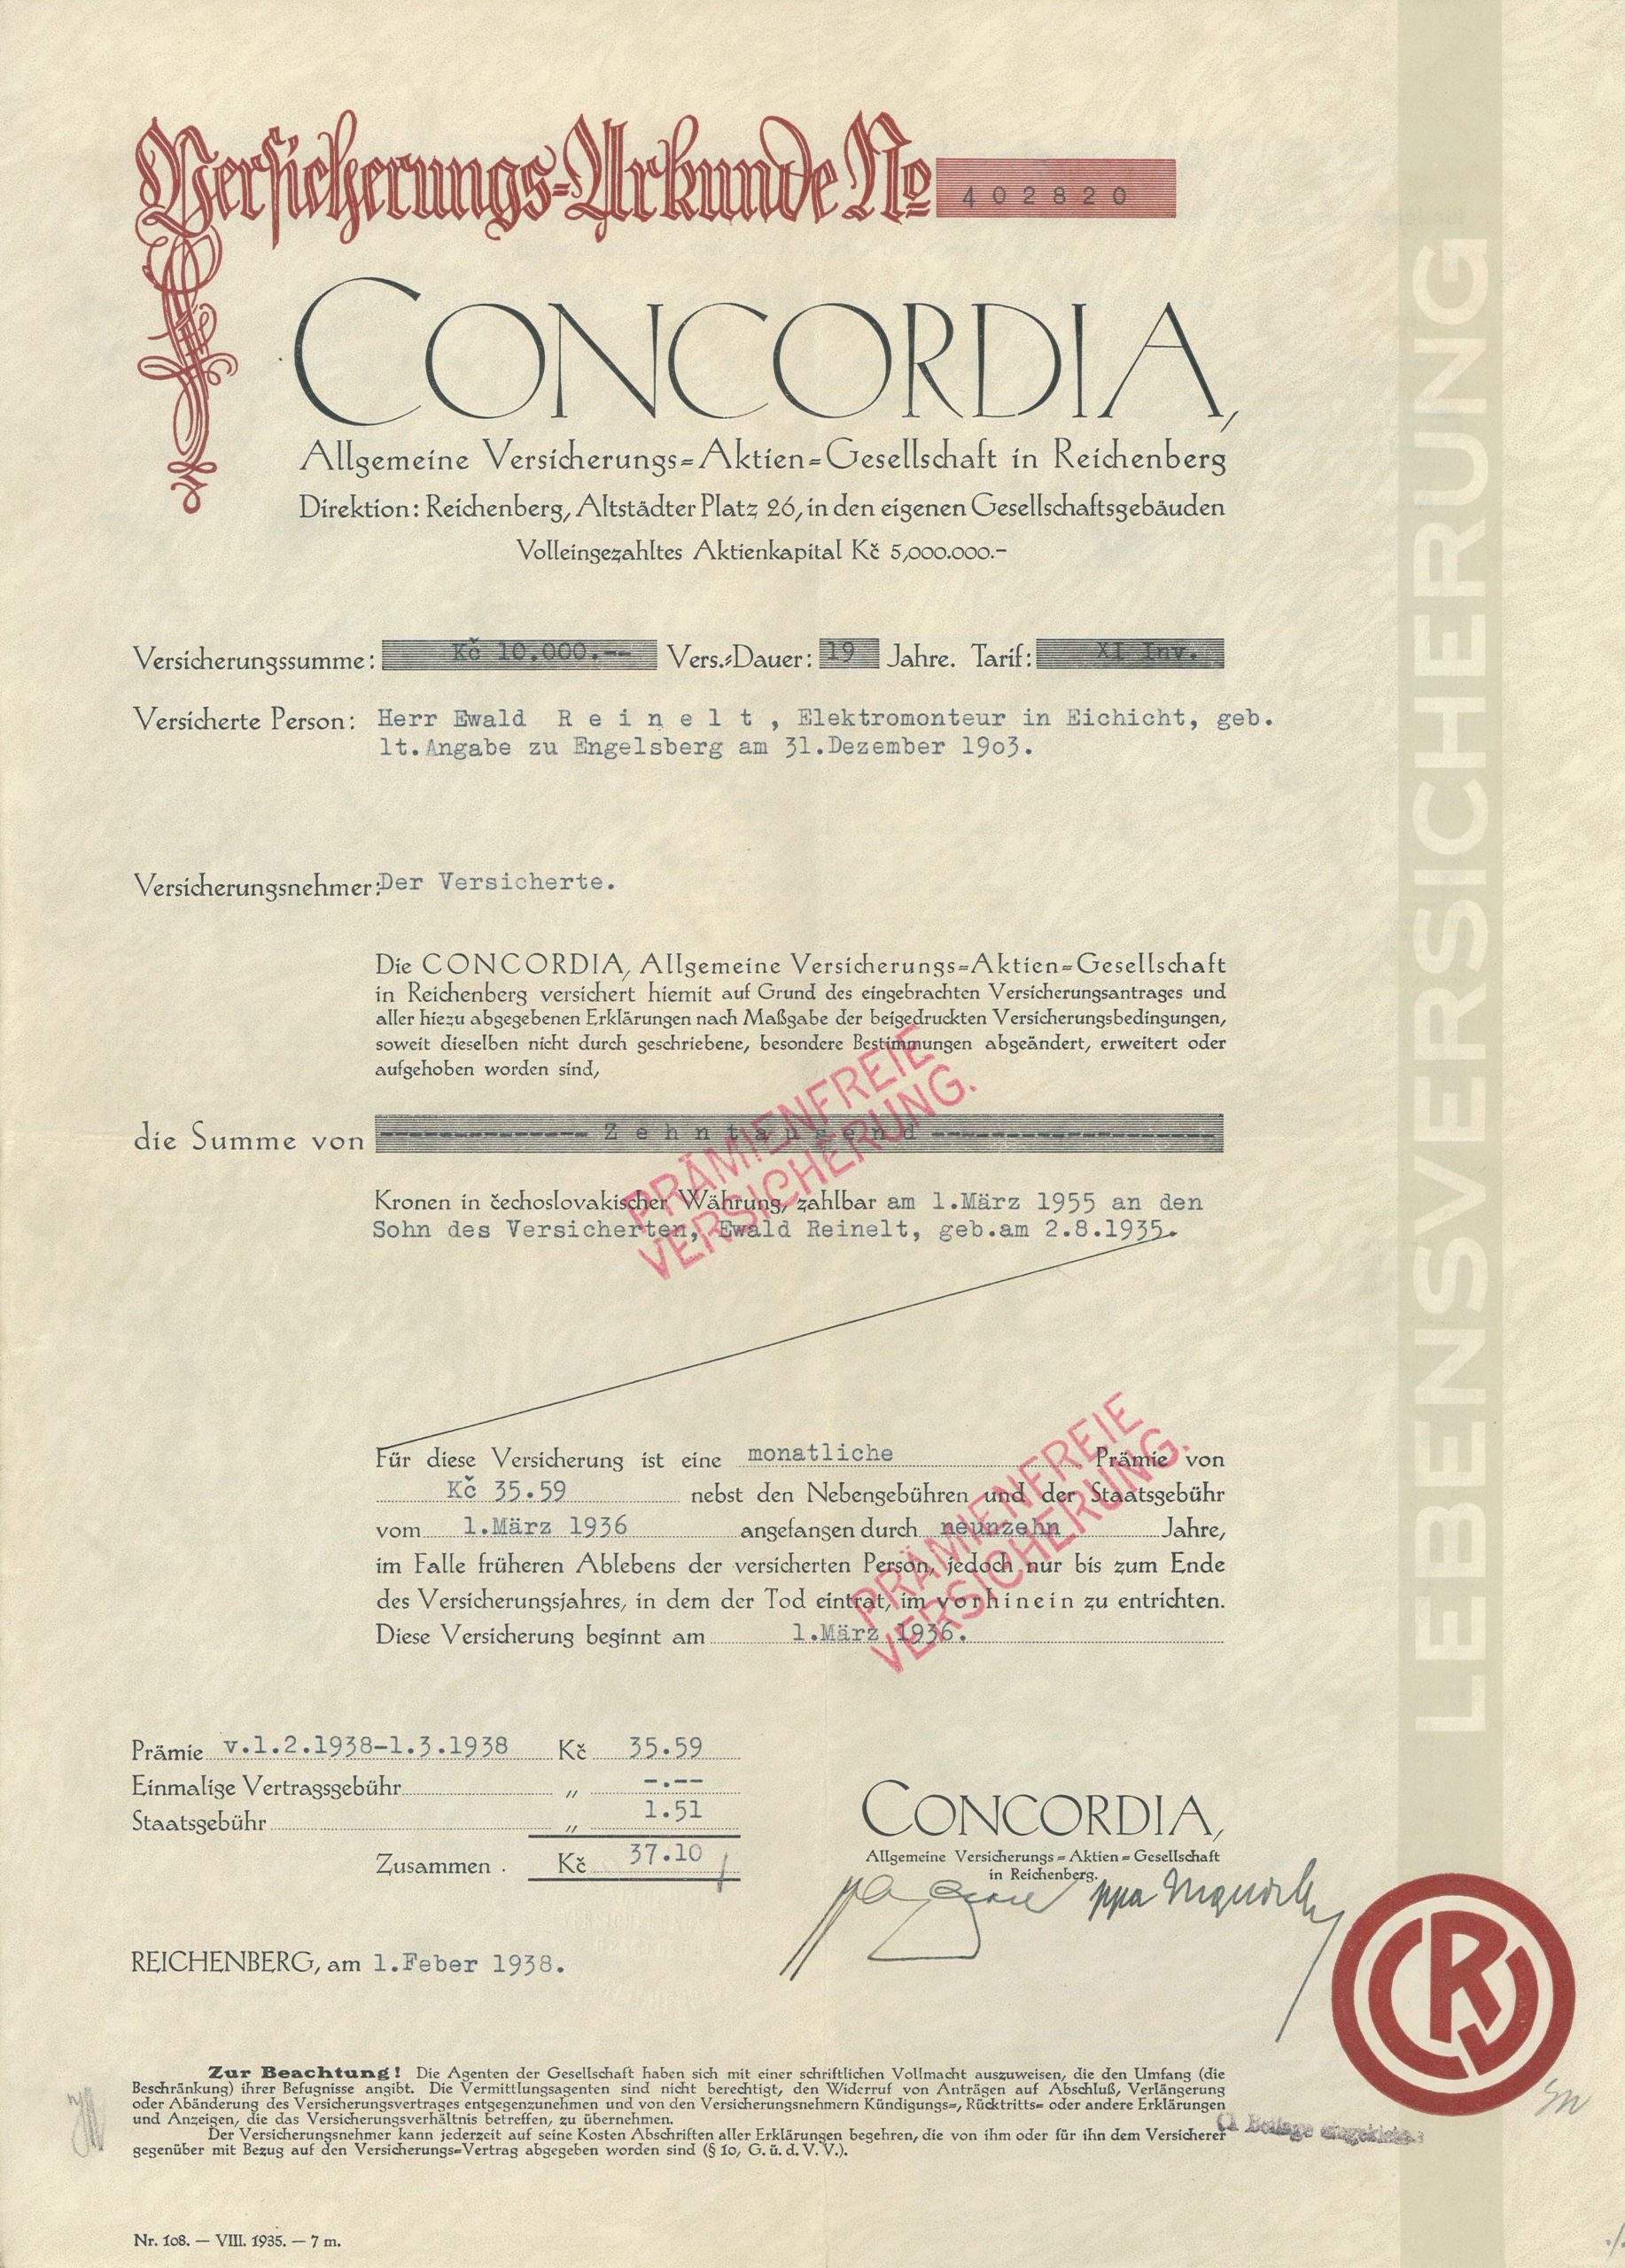 Versicherungs-Urkunde No 402820
CONCORDIA,
Allgemeine Versicherungs-Aktien-Gesellschaft in Reichenberg
Direktion: Reichenberg, Altstädter Platz 26, in den eigenen Gesellschaftsgebäuden
Volleingezahltes Aktienkapital Kč 5,000.000.-
Versicherungssumme: Kč 10.000.-- Vers.-Dauer: 19 Jahre. Tarif: XI Inv.
Versicherte Person: Herr Ewald Reinelt, Elektromonteur in Eichicht, geb.
lt.Angabe zu Engelsberg am 31.Dezember 1903.
Versicherungsnehmer: Der Versicherte.
Die CONCORDIA, Allgemeine Versicherungs-Aktien-Gesellschaft
in Reichenberg versichert hiemit auf Grund des eingebrachten Versicherungsantrages und
aller hiezu abgegebenen Erklärungen nach Maßgabe der beigedruckten Versicherungsbedingungen,
soweit dieselben nicht durch geschriebene, besondere Bestimmungen abgeändert, erweitert oder
aufgehoben worden sind,
die Summe von ------------ Zehntausend ----------------
Kronen in čechoslovakischer Währung, zahlbar am 1.März 1955 an den
Sohn des Versicherten, Ewald Reinelt, geb.am 2.8.1935.
PRÄMIENFREIE
VERSICHERUNG.
Für diese Versicherung ist eine monatliche Prämie von
Kč 35.59 nebst den Nebengebühren und der Staatsgebühr
vom 1.März 1936 angefangen durch neunzehn Jahre,
im Falle früheren Ablebens der versicherten Person, jedoch nur bis zum Ende
des Versicherungsjahres, in dem der Tod eintrat, im vorhinein zu entrichten.
Diese Versicherung beginnt am 1.März 1936.
PRÄMIENFREIE
VERSICHERUNG.
Prämie v.1.2.1938-1.3.1938 Kč 35.59
Einmalige Vertragsgebühr „ -.--
Staatsgebühr „ 1.51
Zusammen . Kč 37.10
CONCORDIA,
Allgemeine Versicherungs-Aktien-Gesellschaft
in Reichenberg.
ppa
REICHENBERG, am 1.Feber 1938.
CRV
Zur Beachtung! Die Agenten der Gesellschaft haben sich mit einer schriftlichen Vollmacht auszuweisen, die den Umfang (die
Beschränkung) ihrer Befugnisse angibt. Die Vermittlungsagenten sind nicht berechtigt, den Widerruf von Anträgen auf Abschluß, Verlängerung
oder Abänderung des Versicherungsvertrages entgegenzunehmen und von den Versicherungsnehmern Kündigungs-, Rücktritts- oder andere Erklärungen
und Anzeigen, die das Versicherungsverhältnis betreffen, zu übernehmen.
Der Versicherungsnehmer kann jederzeit auf seine Kosten Abschriften aller Erklärungen begehren, die von ihm oder für ihn dem Versicherer
gegenüber mit Bezug auf den Versicherungs-Vertrag abgegeben worden sind (§ 10, G. ü. d. V. V.).
Beilage
Nr. 108. — VIII. 1935. — 7 m.
LEBENSVERSICHERUNG